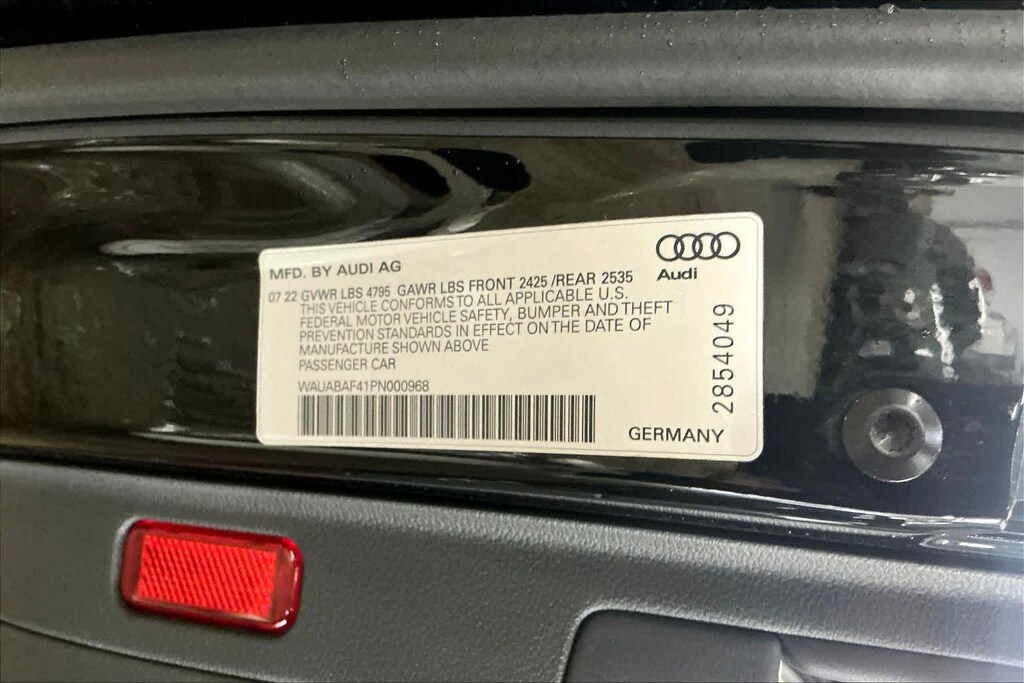 MFD. BY AUDI AG
Audi
07 22 GVWR LBS 4795 GAWR LBS FRONT 2425 /REAR 2535
THIS VEHICLE CONFORMS TO ALL APPLICABLE U.S.
FEDERAL MOTOR VEHICLE SAFETY, BUMPER AND THEFT
PREVENTION STANDARDS IN EFFECT ON THE DATE OF
MANUFACTURE SHOWN ABOVE
PASSENGER CAR
WAUABAF41PN000968
2854049
GERMANY